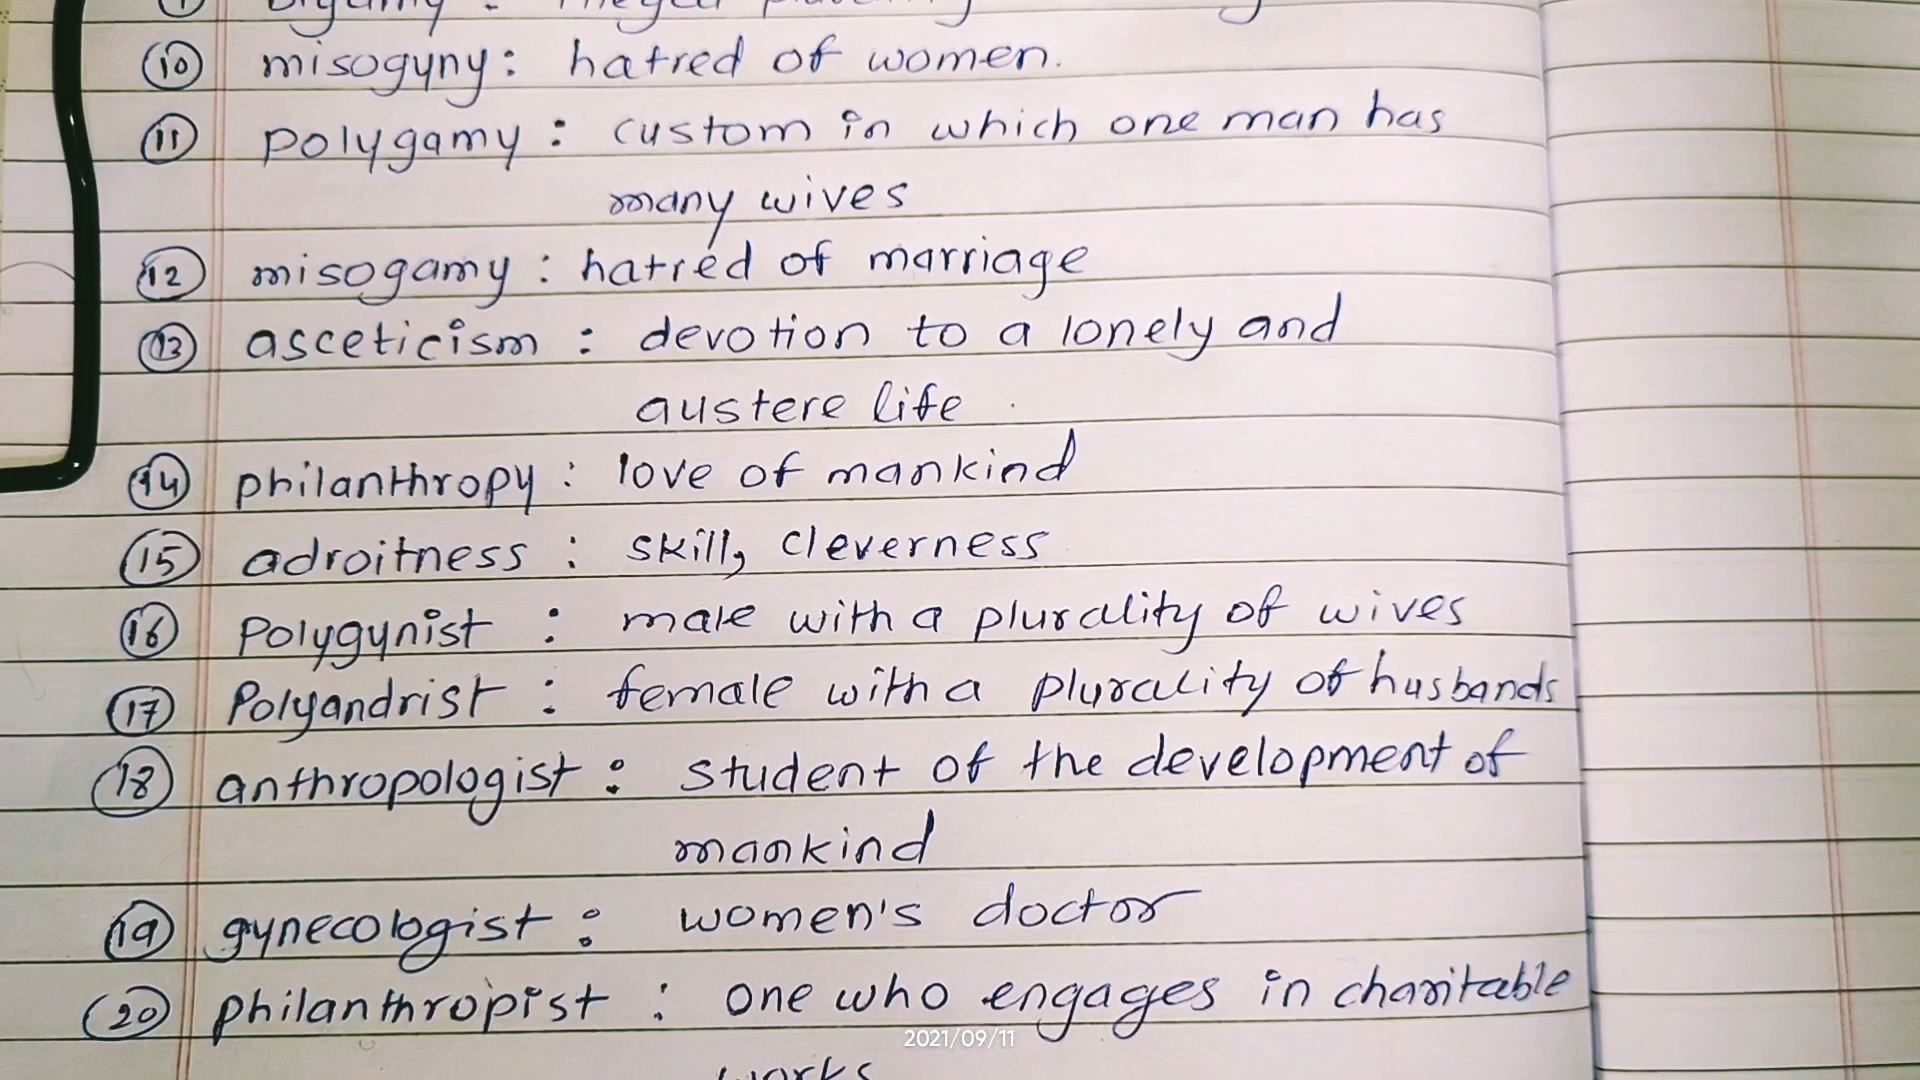 bigamy :
10 misogyny: hatred of women.
11 polygamy : custom in which one man has
many wives
12 misogamy : hatred of marriage
13 asceticism : devotion to a lonely and
austere life
14 philanthropy : love of mankind
15 adroitness : skill, cleverness
16 Polygynist : male with a plurality of wives
17 Polyandrist : female with a plurality of husbands
18 anthropologist : student of the development of
mankind
19 gynecologist : women's doctor
20 philanthropist : one who engages in charitable
works
2021/09/11